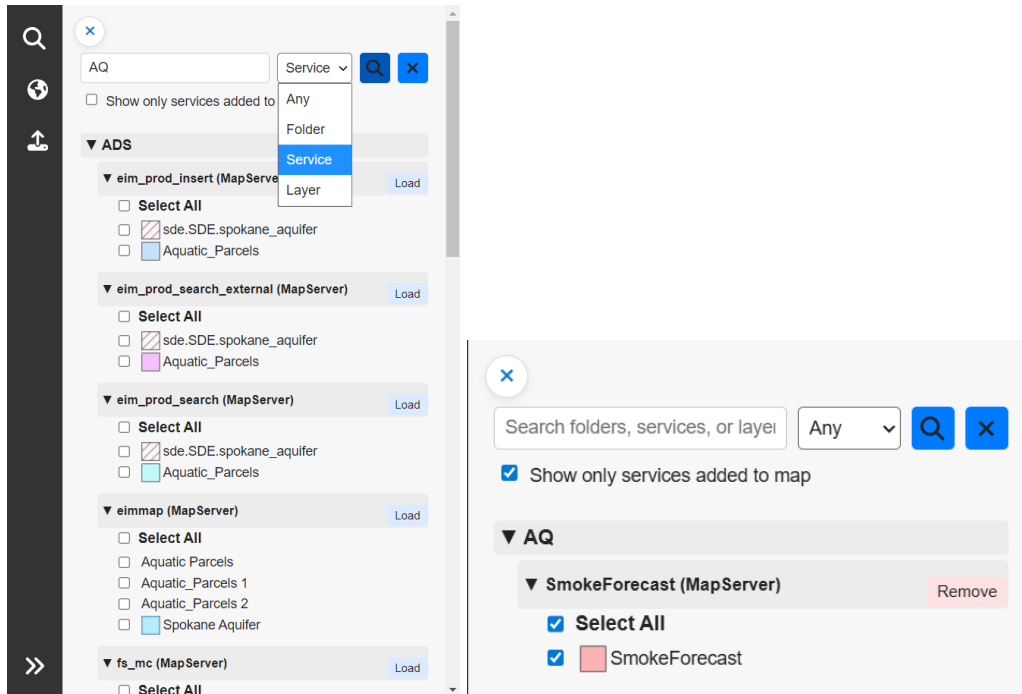 AQ
Service
Show only services added to
Any
Folder
Service
Layer
▼ ADS
▼ eim_prod_insert (MapServe
Load
Select All
sde.SDE.spokane_aquifer
Aquatic_Parcels
▼ eim_prod_search_external (MapServer)
Load
Select All
sde.SDE.spokane_aquifer
Aquatic_Parcels
▼ eim_prod_search (MapServer)
Load
Select All
sde.SDE.spokane_aquifer
Aquatic_Parcels
▼ eimmap (MapServer)
Load
Select All
Aquatic Parcels
Aquatic_Parcels 1
Aquatic_Parcels 2
Spokane Aquifer
▼ fs_mc (MapServer)
Load
Select All
Search folders, services, or layer
Any
Show only services added to map
▼ AQ
▼ SmokeForecast (MapServer)
Remove
Select All
SmokeForecast